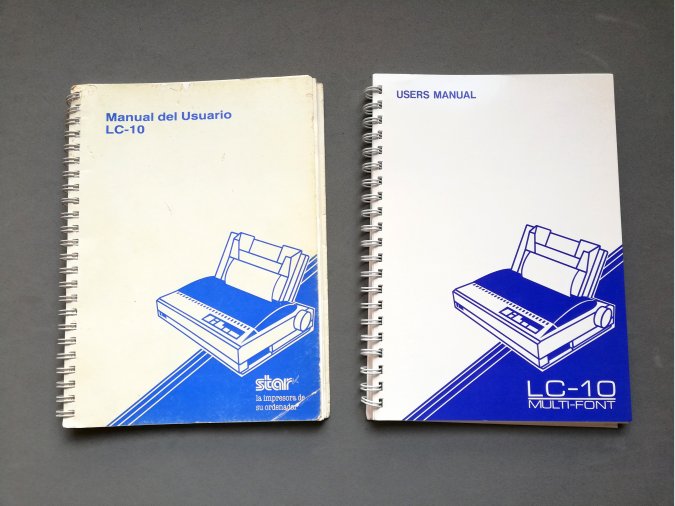 Manual del Usuario
LC-10
star
la impresora de
su ordenador
USERS MANUAL
LC-10
MULTI-FONT